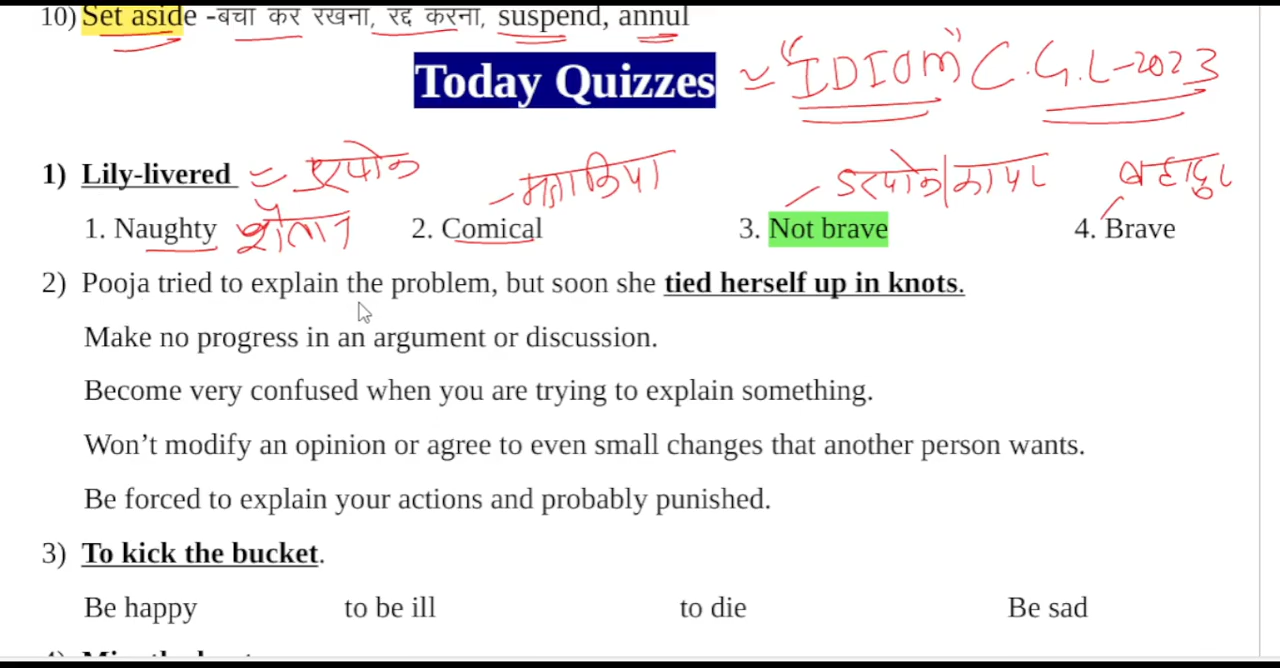 10) Set aside -बचा कर रखना, रद्द करना, suspend, annul
Today Quizzes = "IDIOM" C.G.L-2023
1) Lily-livered = डरपोक
1. Naughty शैतान 2. Comical - मजाकिया 3. Not brave - डरपोक/कायर 4. Brave बहादुर
2) Pooja tried to explain the problem, but soon she tied herself up in knots.
Make no progress in an argument or discussion.
Become very confused when you are trying to explain something.
Won't modify an opinion or agree to even small changes that another person wants.
Be forced to explain your actions and probably punished.
3) To kick the bucket.
Be happy to be ill to die Be sad